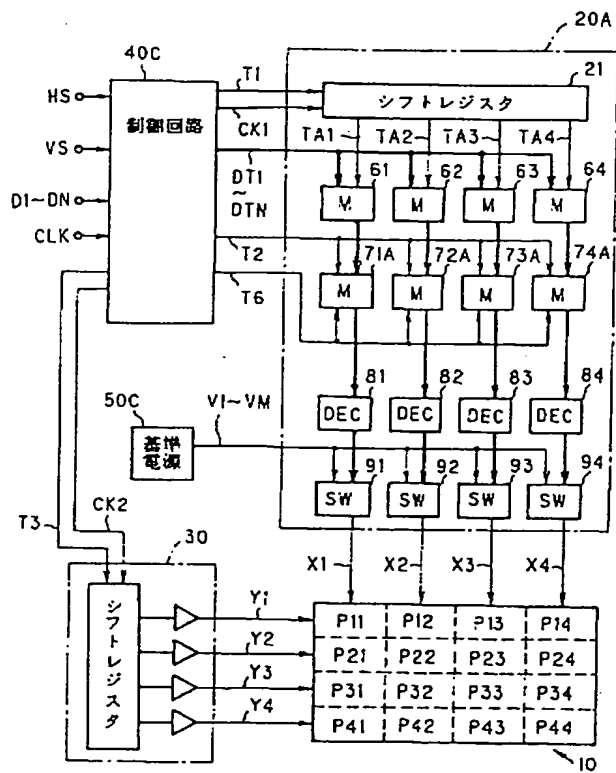 20A
40C
T1
21
HS
シフトレジスタ
制御回路
CK1
TA1 TA2 TA3 TA4
VS
61 62 63 64
DT1
~
DTN
D1~DN
M M M M
CLK
T2
71A 72A 73A 74A
T6
M M M M
81 82 83 84
50C
V1~VM
DEC DEC DEC DEC
基準
電源
91 92 93 94
SW SW SW SW
T3
CK2
30
X1 X2 X3 X4
シフトレジスタ
Y1
P11 P12 P13 P14
Y2
P21 P22 P23 P24
Y3
P31 P32 P33 P34
Y4
P41 P42 P43 P44
10